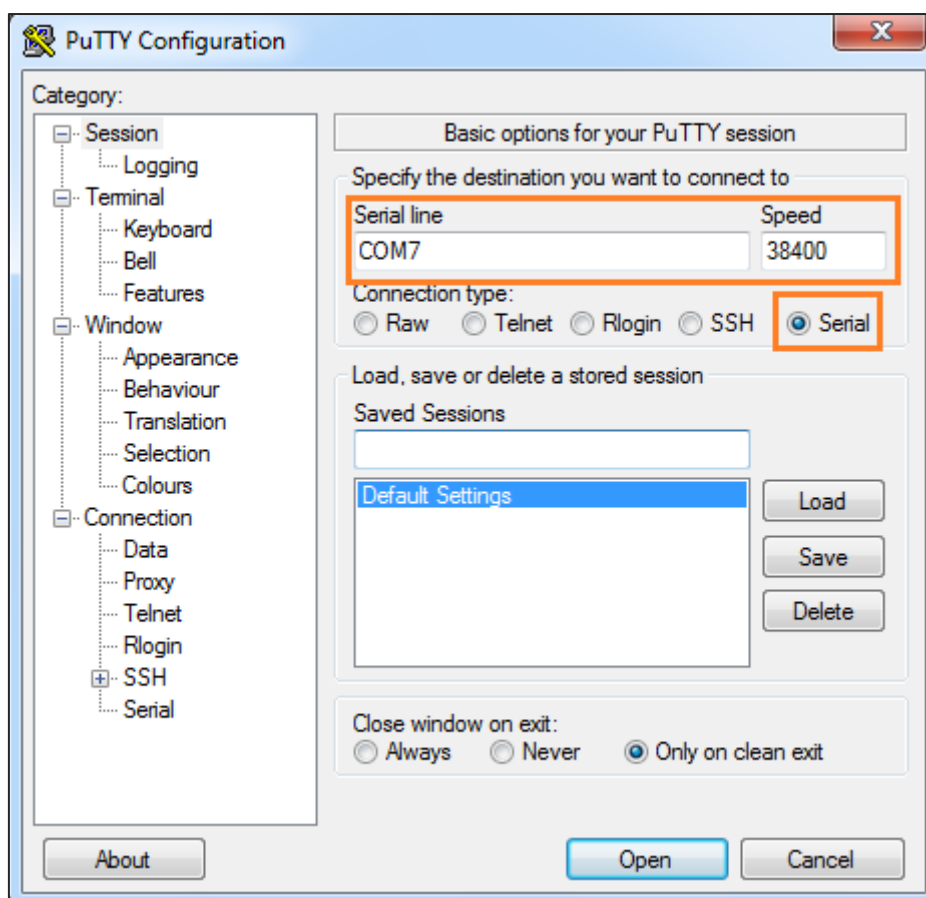 PuTTY Configuration
Category:
Session
Logging
Terminal
Keyboard
Bell
Features
Window
Appearance
Behaviour
Translation
Selection
Colours
Connection
Data
Proxy
Telnet
Rlogin
SSH
Serial
Basic options for your PuTTY session
Specify the destination you want to connect to
Serial line Speed
COM7 38400
Connection type:
Raw Telnet Rlogin SSH Serial
Load, save or delete a stored session
Saved Sessions
Default Settings
Load
Save
Delete
Close window on exit:
Always Never Only on clean exit
About Open Cancel